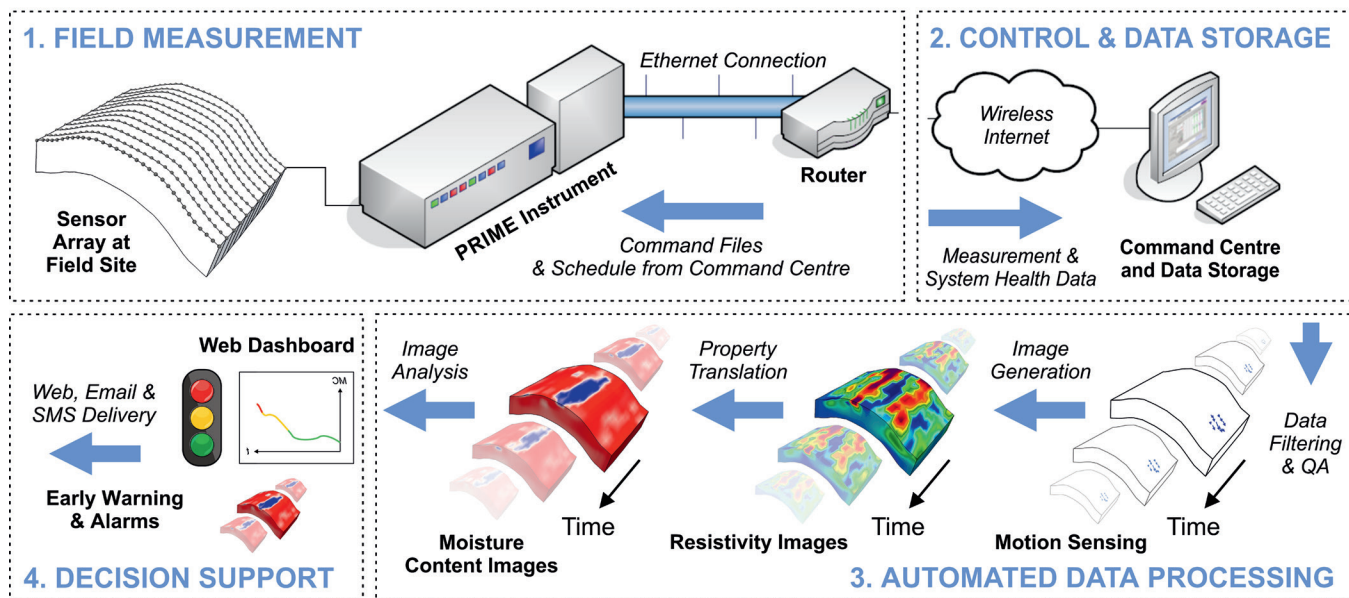 1. FIELD MEASUREMENT
Ethernet Connection
Sensor
Array at
Field Site
PRIME Instrument
Router
Command Files
& Schedule from Command Centre
2. CONTROL & DATA STORAGE
Wireless
Internet
Measurement &
System Health Data
Command Centre
and Data Storage
Data
Filtering
& QA
Image
Generation
Motion Sensing
Time
Property
Translation
Resistivity Images
Time
Image
Analysis
Moisture
Content Images
Time
3. AUTOMATED DATA PROCESSING
Web Dashboard
MC
t
Web, Email &
SMS Delivery
Early Warning
& Alarms
4. DECISION SUPPORT